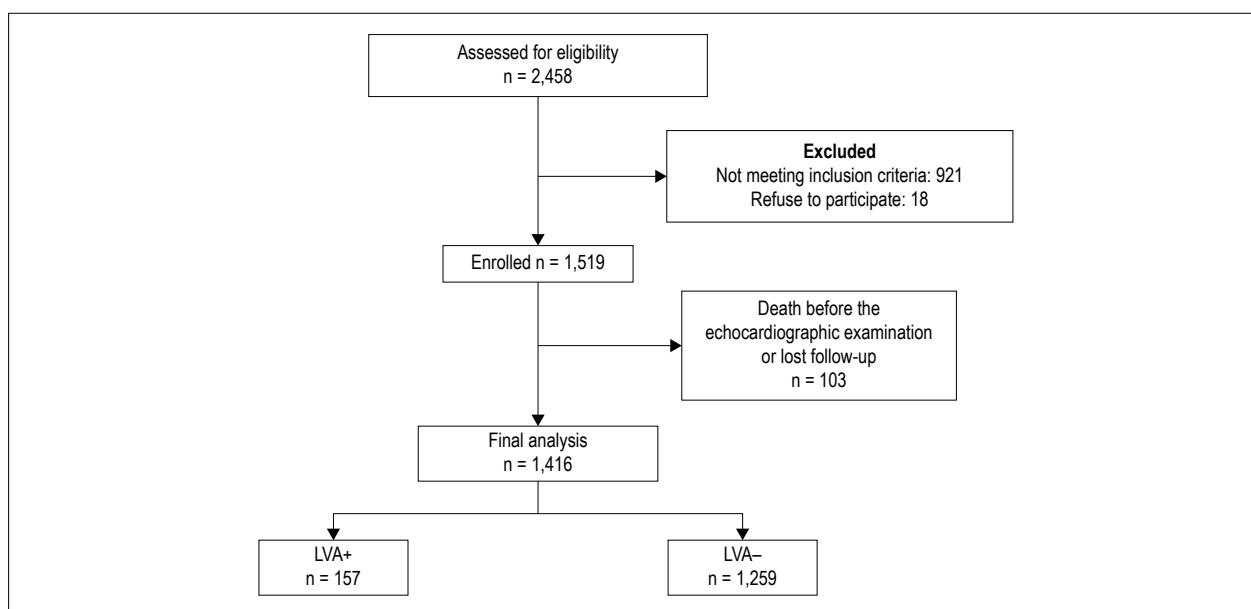 Assessed for eligibility
n = 2,458
Excluded
Not meeting inclusion criteria: 921
Refuse to participate: 18
Enrolled n = 1,519
Death before the
echocardiographic examination
or lost follow-up
n = 103
Final analysis
n = 1,416
LVA+
n = 157
LVA–
n = 1,259